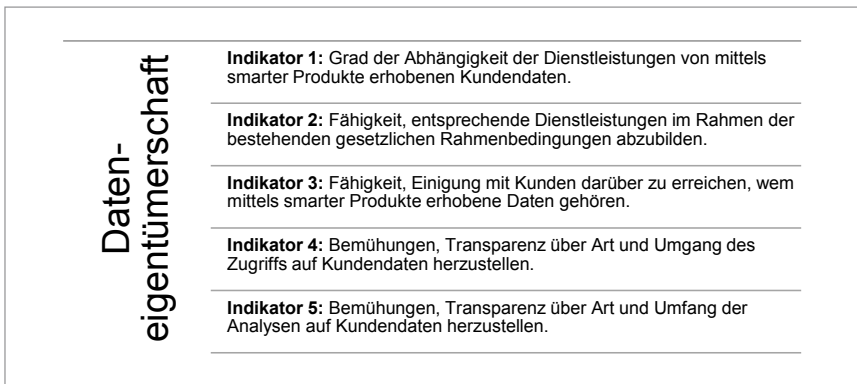 Daten-
eigentümerschaft
Indikator 1: Grad der Abhängigkeit der Dienstleistungen von mittels
smarter Produkte erhobenen Kundendaten.
Indikator 2: Fähigkeit, entsprechende Dienstleistungen im Rahmen der
bestehenden gesetzlichen Rahmenbedingungen abzubilden.
Indikator 3: Fähigkeit, Einigung mit Kunden darüber zu erreichen, wem
mittels smarter Produkte erhobene Daten gehören.
Indikator 4: Bemühungen, Transparenz über Art und Umgang des
Zugriffs auf Kundendaten herzustellen.
Indikator 5: Bemühungen, Transparenz über Art und Umfang der
Analysen auf Kundendaten herzustellen.